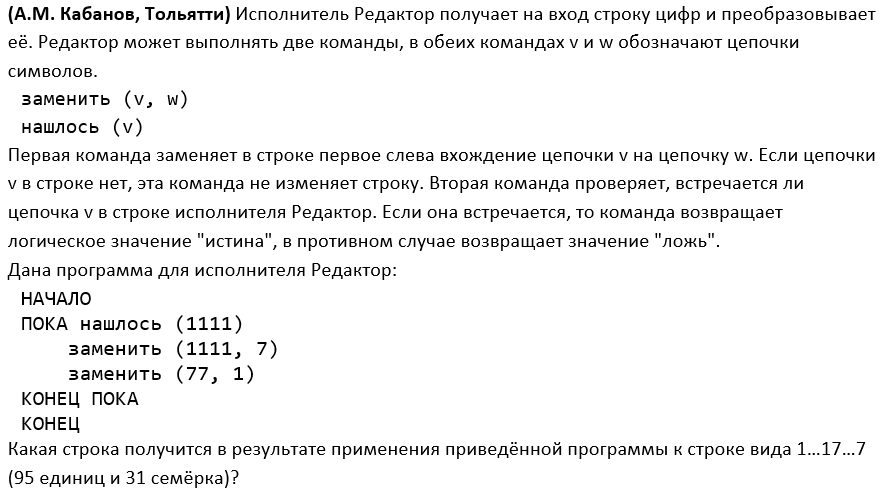 (А.М. Кабанов, Тольятти) Исполнитель Редактор получает на вход строку цифр и преобразовывает
её. Редактор может выполнять две команды, в обеих командах v и w обозначают цепочки
символов.
заменить (v, w)
нашлось (v)
Первая команда заменяет в строке первое слева вхождение цепочки v на цепочку w. Если цепочки
v в строке нет, эта команда не изменяет строку. Вторая команда проверяет, встречается ли
цепочка v в строке исполнителя Редактор. Если она встречается, то команда возвращает
логическое значение "истина", в противном случае возвращает значение "ложь".
Дана программа для исполнителя Редактор:
НАЧАЛО
ПОКА нашлось (1111)
заменить (1111, 7)
заменить (77, 1)
КОНЕЦ ПОКА
КОНЕЦ
Какая строка получится в результате применения приведённой программы к строке вида 1…17…7
(95 единиц и 31 семёрка)?